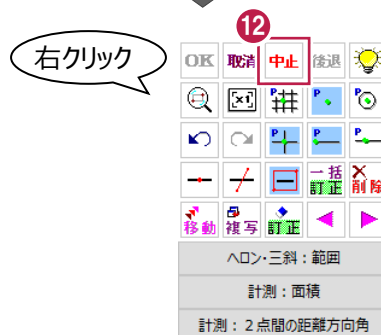 12
右クリック
OK 取消 中止 後退
[×1] P P P
P P P
一括訂正 削除
移動 複写 訂正
ヘロン・三斜：範囲
計測：面積
計測：２点間の距離方向角